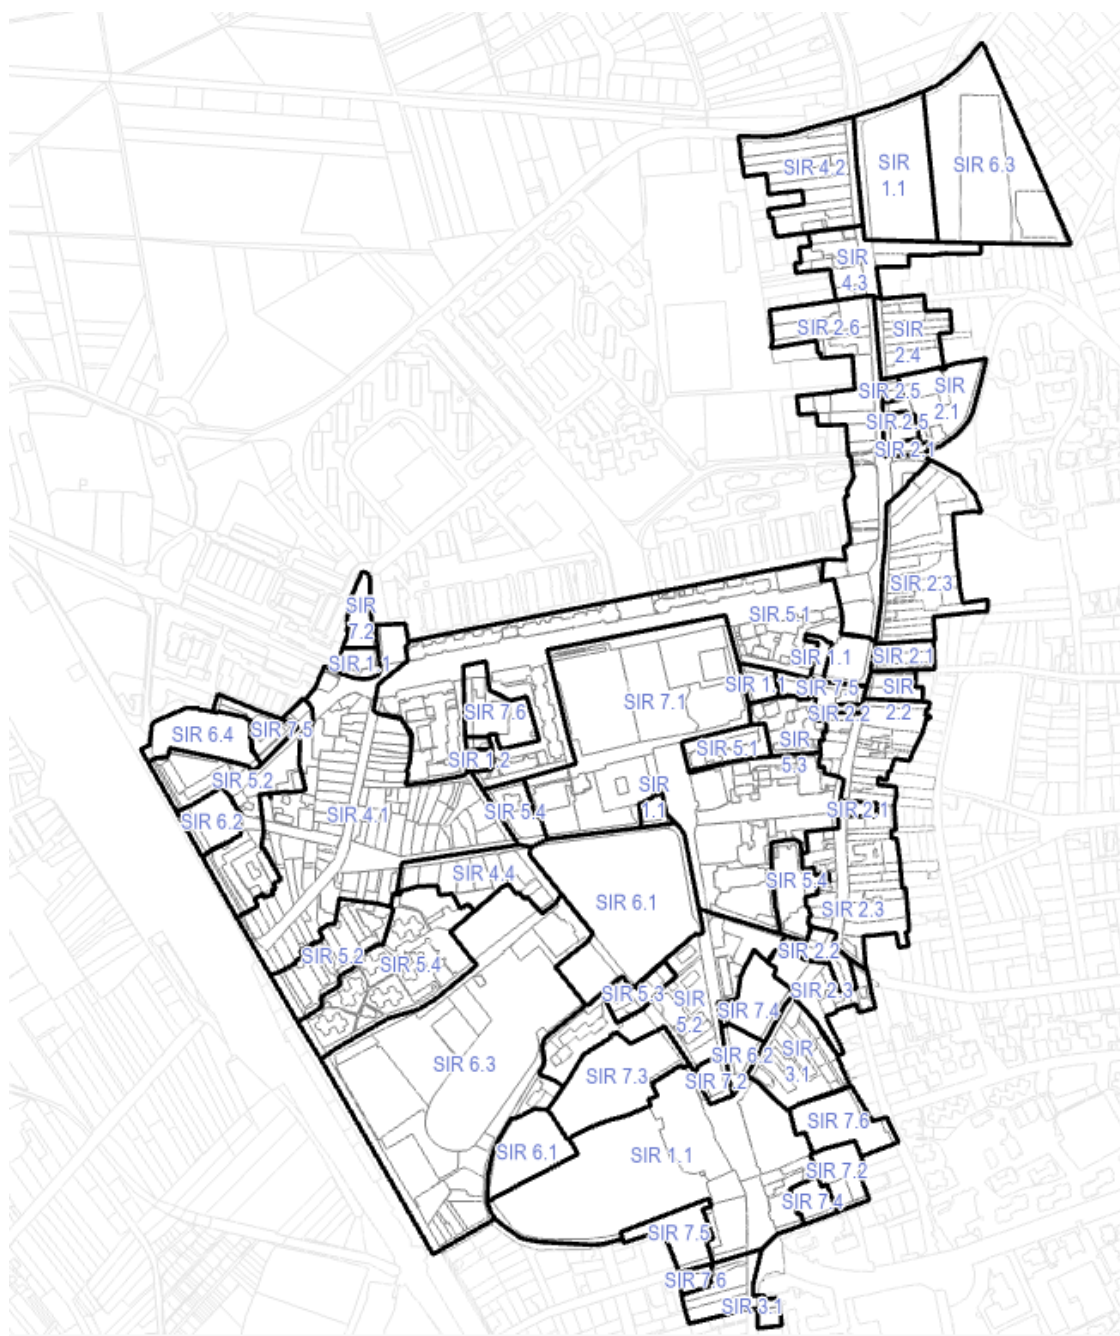 SIR 4.2
SIR
1.1
SIR 6.3
SIR
4.3
SIR 2.6
SIR
2.4
SIR 2.5
SIR
2.1
SIR 2.5
SIR 2.1
SIR 2.3
SIR
7.2
SIR 5.1
SIR 1.1
SIR 1.1
SIR 2.1
SIR 1.1
SIR 7.5
SIR
2.2
SIR 7.1
SIR 7.6
SIR 2.2
SIR 6.4
SIR 7.5
SIR 5.1
SIR
5.3
SIR 1.2
SIR 5.2
SIR
1.1
SIR 5.4
SIR 4.1
SIR 2.1
SIR 6.2
SIR 4.4
SIR 5.4
SIR 6.1
SIR 2.3
SIR 5.2
SIR 5.4
SIR 2.2
SIR 5.3
SIR
5.2
SIR 2.3
SIR 7.4
SIR 6.3
SIR 6.2
SIR
3.1
SIR 7.3
SIR 7.2
SIR 7.6
SIR 6.1
SIR 1.1
SIR 7.2
SIR 7.4
SIR 7.5
SIR 7.6
SIR 3.1